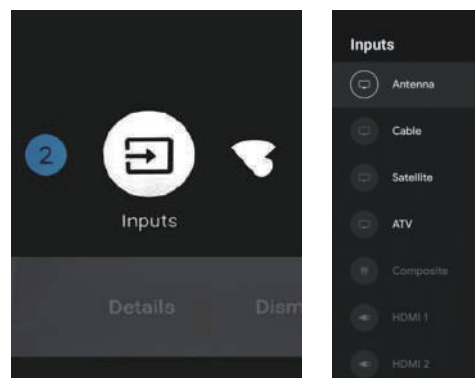 2
Inputs
Details
Dism
Inputs
Antenna
Cable
Satellite
ATV
Composite
HDMI 1
HDMI 2